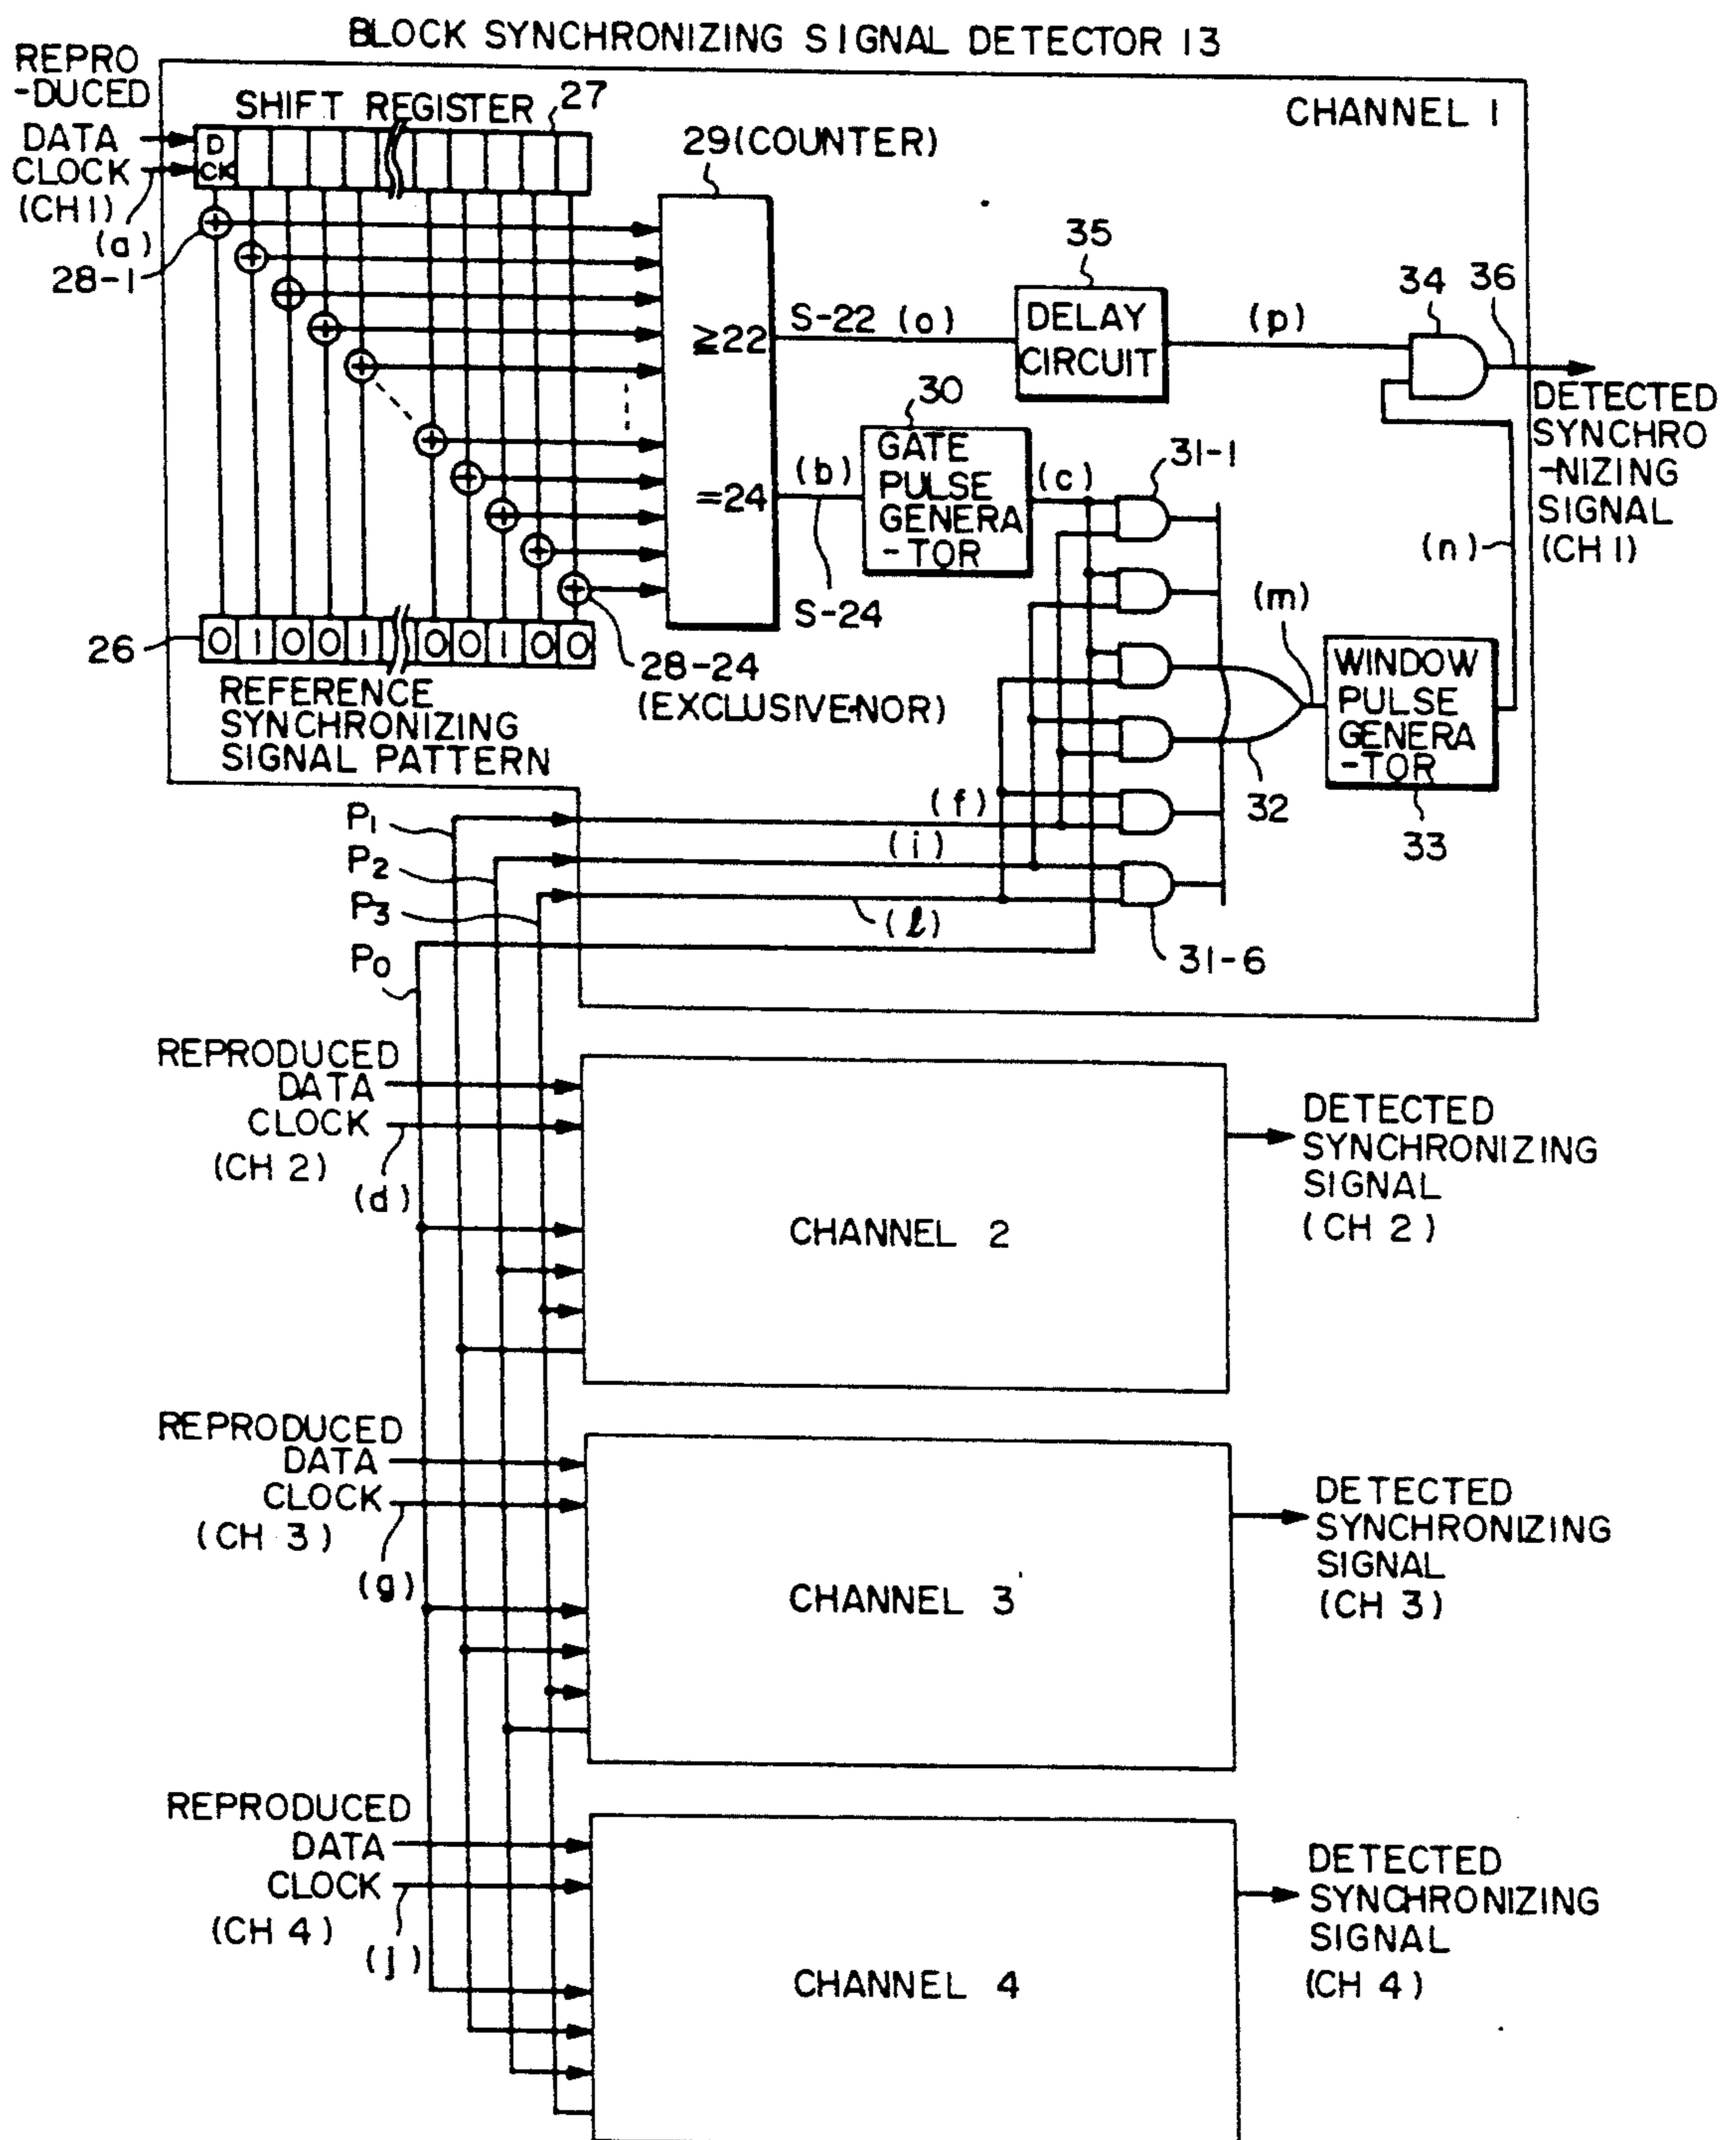 BLOCK SYNCHRONIZING SIGNAL DETECTOR 13
REPRO
-DUCED
DATA
CLOCK
(CH1)
(a)
28-1
SHIFT REGISTER
27
D
CK
CHANNEL 1
29(COUNTER)
≧22
=24
S-22 (o)
35
DELAY
CIRCUIT
(p)
34
36
DETECTED
SYNCHRO
-NIZING
SIGNAL
(CH1)
(b)
S-24
30
GATE
PULSE
GENERA
-TOR
(c)
31-1
(n)
(m)
26
0 1 0 0 1 0 0 1 0 0
28-24
(EXCLUSIVE-NOR)
REFERENCE
SYNCHRONIZING
SIGNAL PATTERN
WINDOW
PULSE
GENERA
-TOR
32
33
P1
P2
P3
P0
(f)
(i)
(ℓ)
31-6
REPRODUCED
DATA
CLOCK
(CH 2)
(d)
CHANNEL 2
DETECTED
SYNCHRONIZING
SIGNAL
(CH 2)
REPRODUCED
DATA
CLOCK
(CH 3)
(g)
CHANNEL 3
DETECTED
SYNCHRONIZING
SIGNAL
(CH 3)
REPRODUCED
DATA
CLOCK
(CH 4)
(j)
CHANNEL 4
DETECTED
SYNCHRONIZING
SIGNAL
(CH 4)